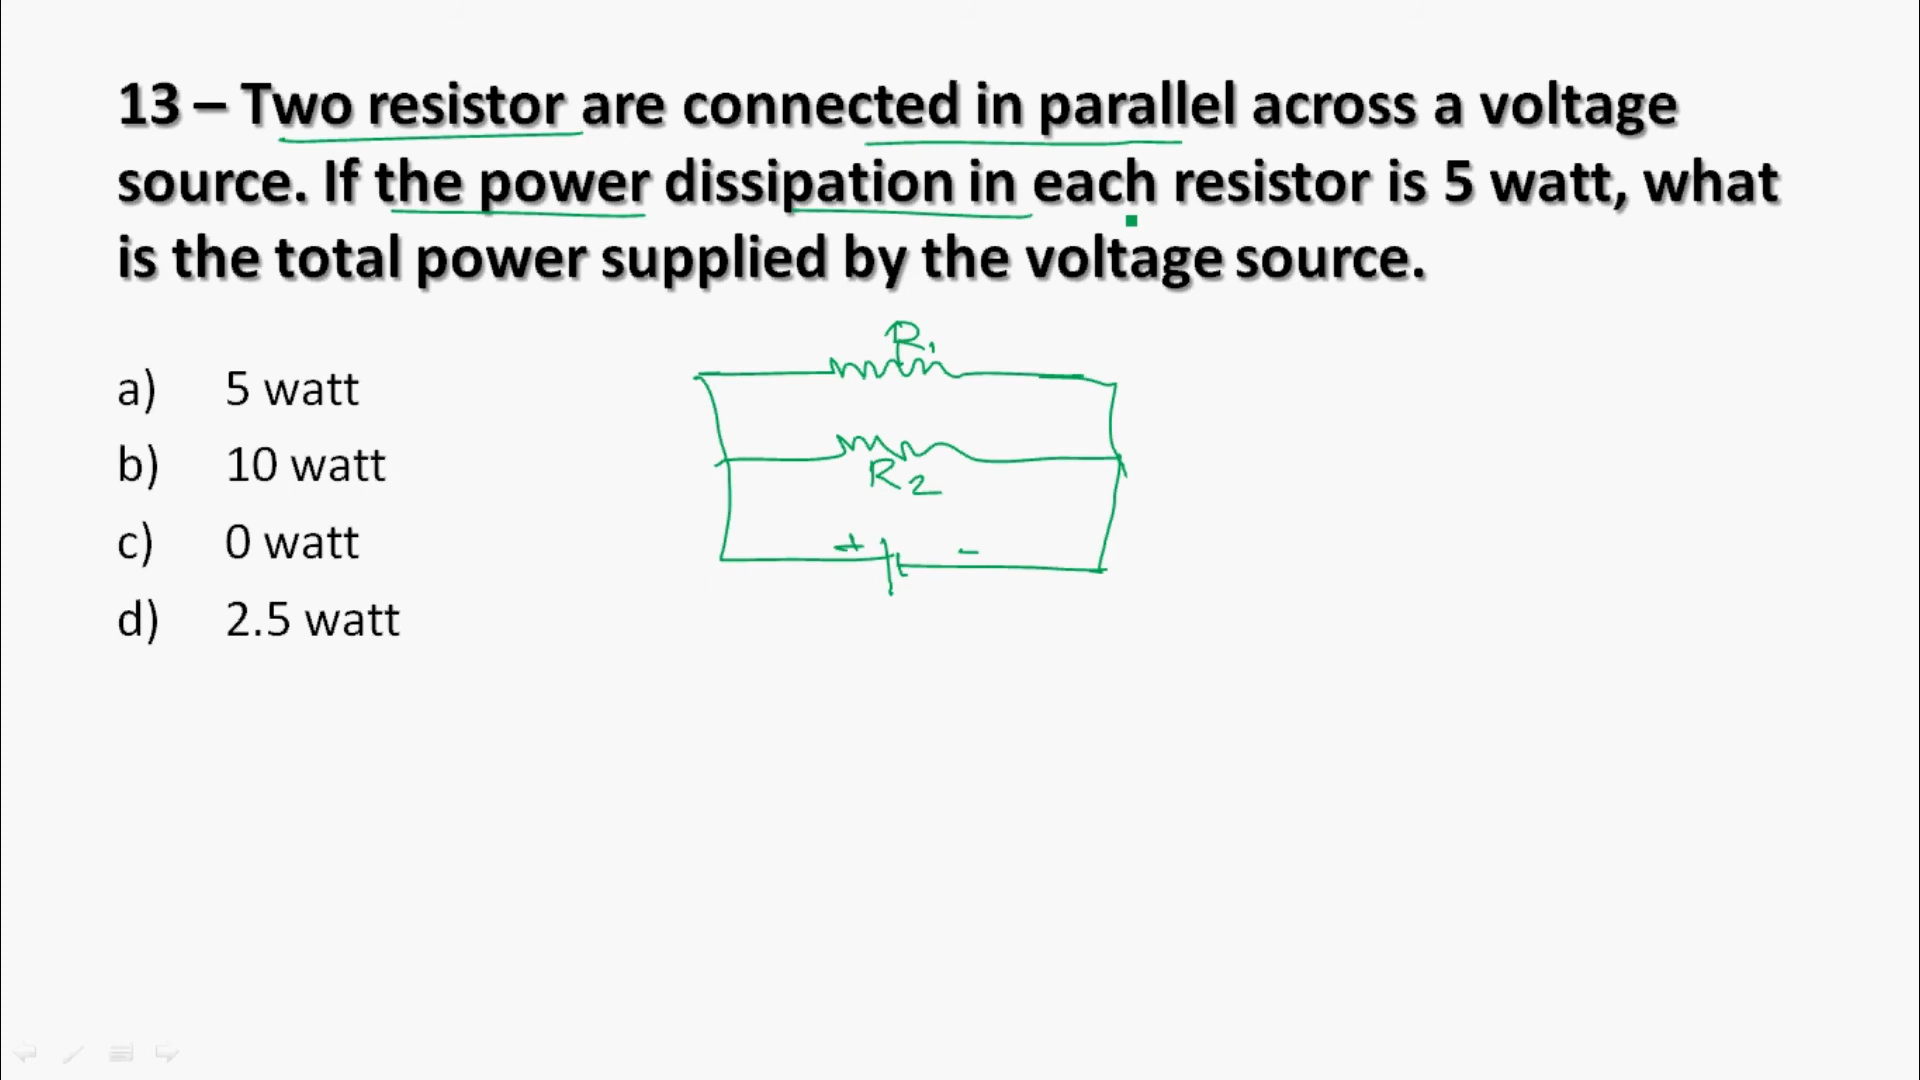 13 – Two resistor are connected in parallel across a voltage
source. If the power dissipation in each resistor is 5 watt, what
is the total power supplied by the voltage source.
R1
a) 5 watt
b) 10 watt
R2
c) 0 watt
+ -
d) 2.5 watt